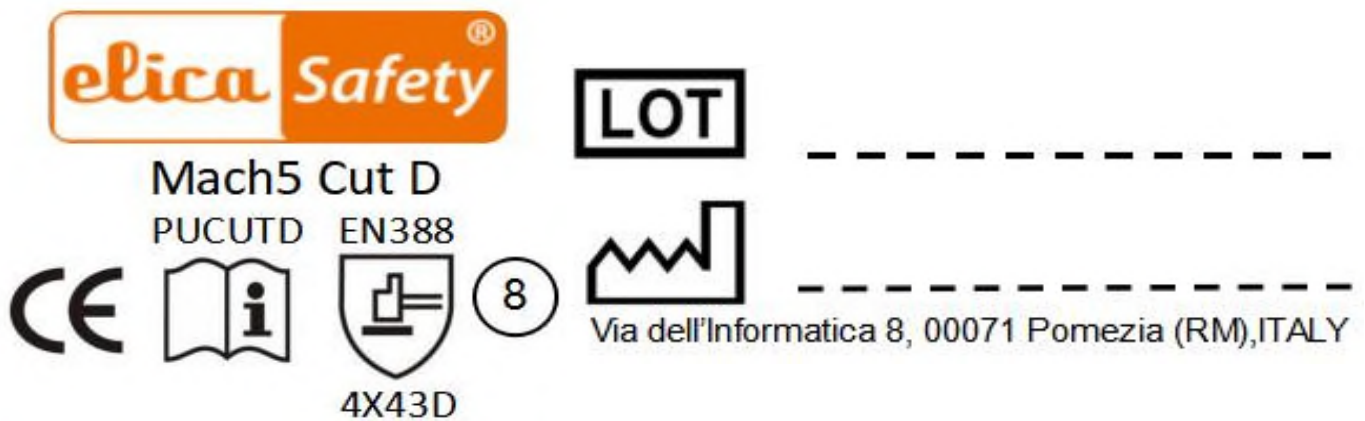 elica Safety®
Mach5 Cut D
PUCUTD EN388
CE i 8
4X43D
LOT
Via dell'Informatica 8, 00071 Pomezia (RM),ITALY